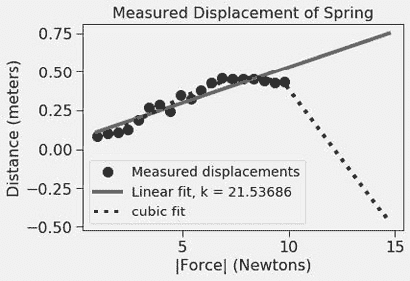 Measured Displacement of Spring
Distance (meters)
0.75
0.50
0.25
0.00
−0.25
−0.50
Measured displacements
Linear fit, k = 21.53686
cubic fit
5
10
15
|Force| (Newtons)